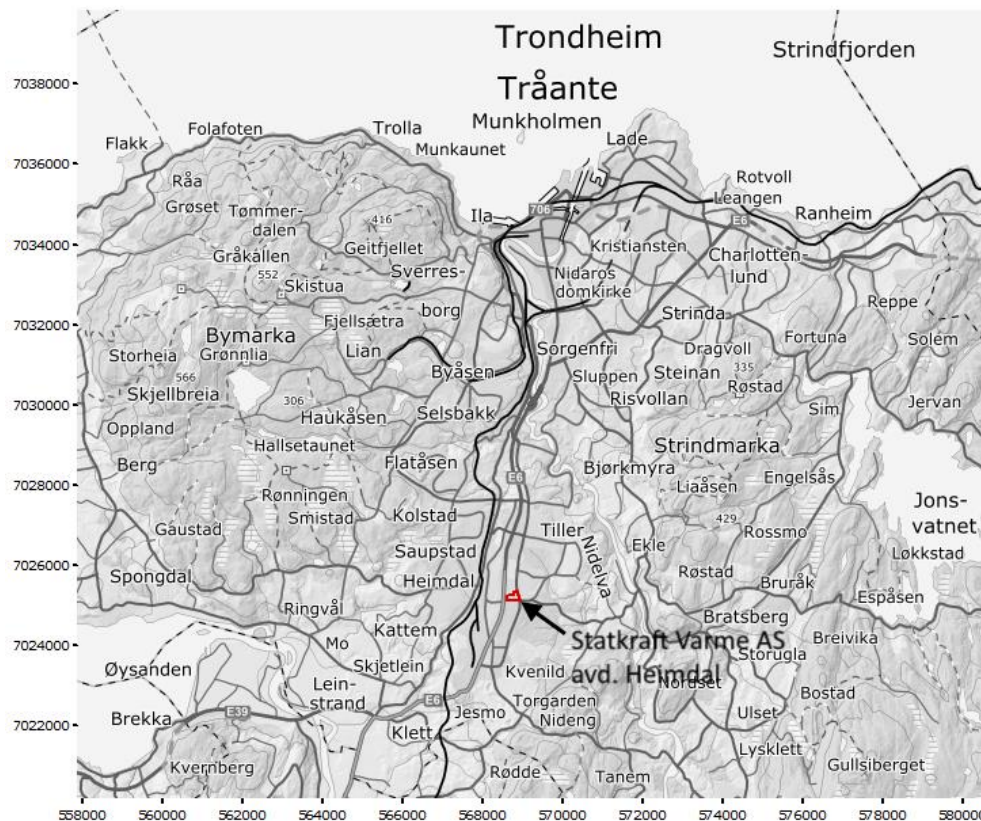 Trondheim
Strindfjorden
7038000
Tråante
Munkholmen
Folafoten
Trolla
Flakk
Munkaunet
Lade
7036000
Råa
Rotvoll
Grøset
Tømmer-
dalen
416
Ila
706
Leangen
Ranheim
E6
7034000
Gråkallen
Geitfjellet
Kristiansten
Charlotten-
lund
552
Skistua
Sverres-
borg
Nidaros
domkirke
Reppe
7032000
Bymarka
Fjellsætra
Strinda
Fortuna
Solem
Storheia
Grønnlia
Lian
Sorgenfri
Dragvoll
566
Skjellbreia
Byåsen
Sluppen
Steinan
335
Røstad
7030000
306
Haukåsen
Selsbakk
Risvollan
Sim
Jervan
Oppland
Hallsetaunet
Strindmarka
Berg
Flatåsen
Bjørkmyra
Engelsås
7028000
Rønningen
E6
Liaåsen
Smistad
Kolstad
429
Jons-
vatnet
Gaustad
Tiller
Nidelva
Rossmo
Saupstad
Ekle
Løkkstad
7026000
Spongdal
Heimdal
Røstad
Bruråk
Espåsen
Ringvål
Kattem
Bratsberg
7024000
Mo
Statkraft Varme AS
avd. Heimdal
Storugla
Breivika
Øysanden
Skjetlein
Kvenild
Nordset
Lein-
strand
E6
Torgarden
Bostad
7022000
Brekka
E39
Jesmo
Nideng
Ulset
Klett
Lysklett
Kvernberg
Rødde
Tanem
Gullsiberget
558000 560000 562000 564000 566000 568000 570000 572000 574000 576000 578000 58000